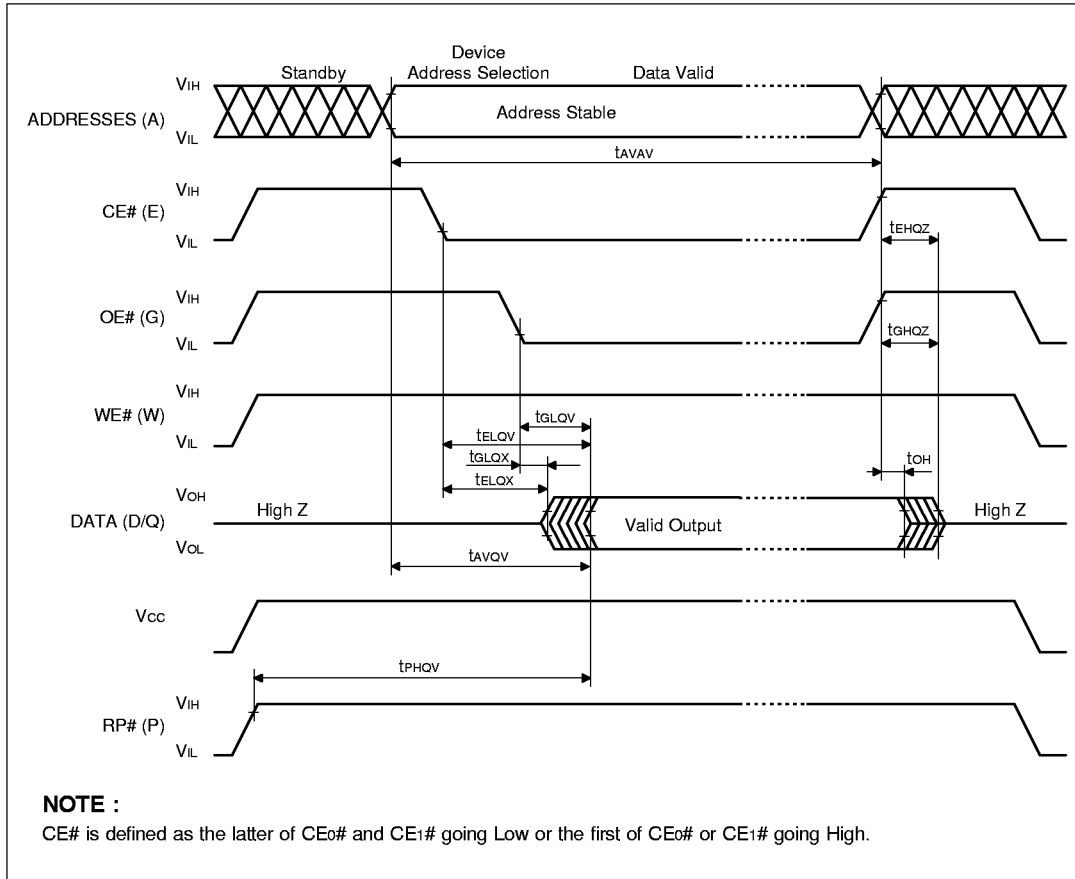 Device
Standby Address Selection Data Valid
VIH
ADDRESSES (A) Address Stable
VIL
tAVAV
VIH
CE# (E)
VIL
tEHQZ
VIH
OE# (G)
VIL
tGHQZ
VIH
WE# (W)
VIL
tGLQV
tELQV
tGLQX
tOH
tELQX
VOH
High Z High Z
DATA (D/Q) Valid Output
VOL
tAVQV
VCC
tPHQV
VIH
RP# (P)
VIL
NOTE :
CE# is defined as the latter of CE0# and CE1# going Low or the first of CE0# or CE1# going High.